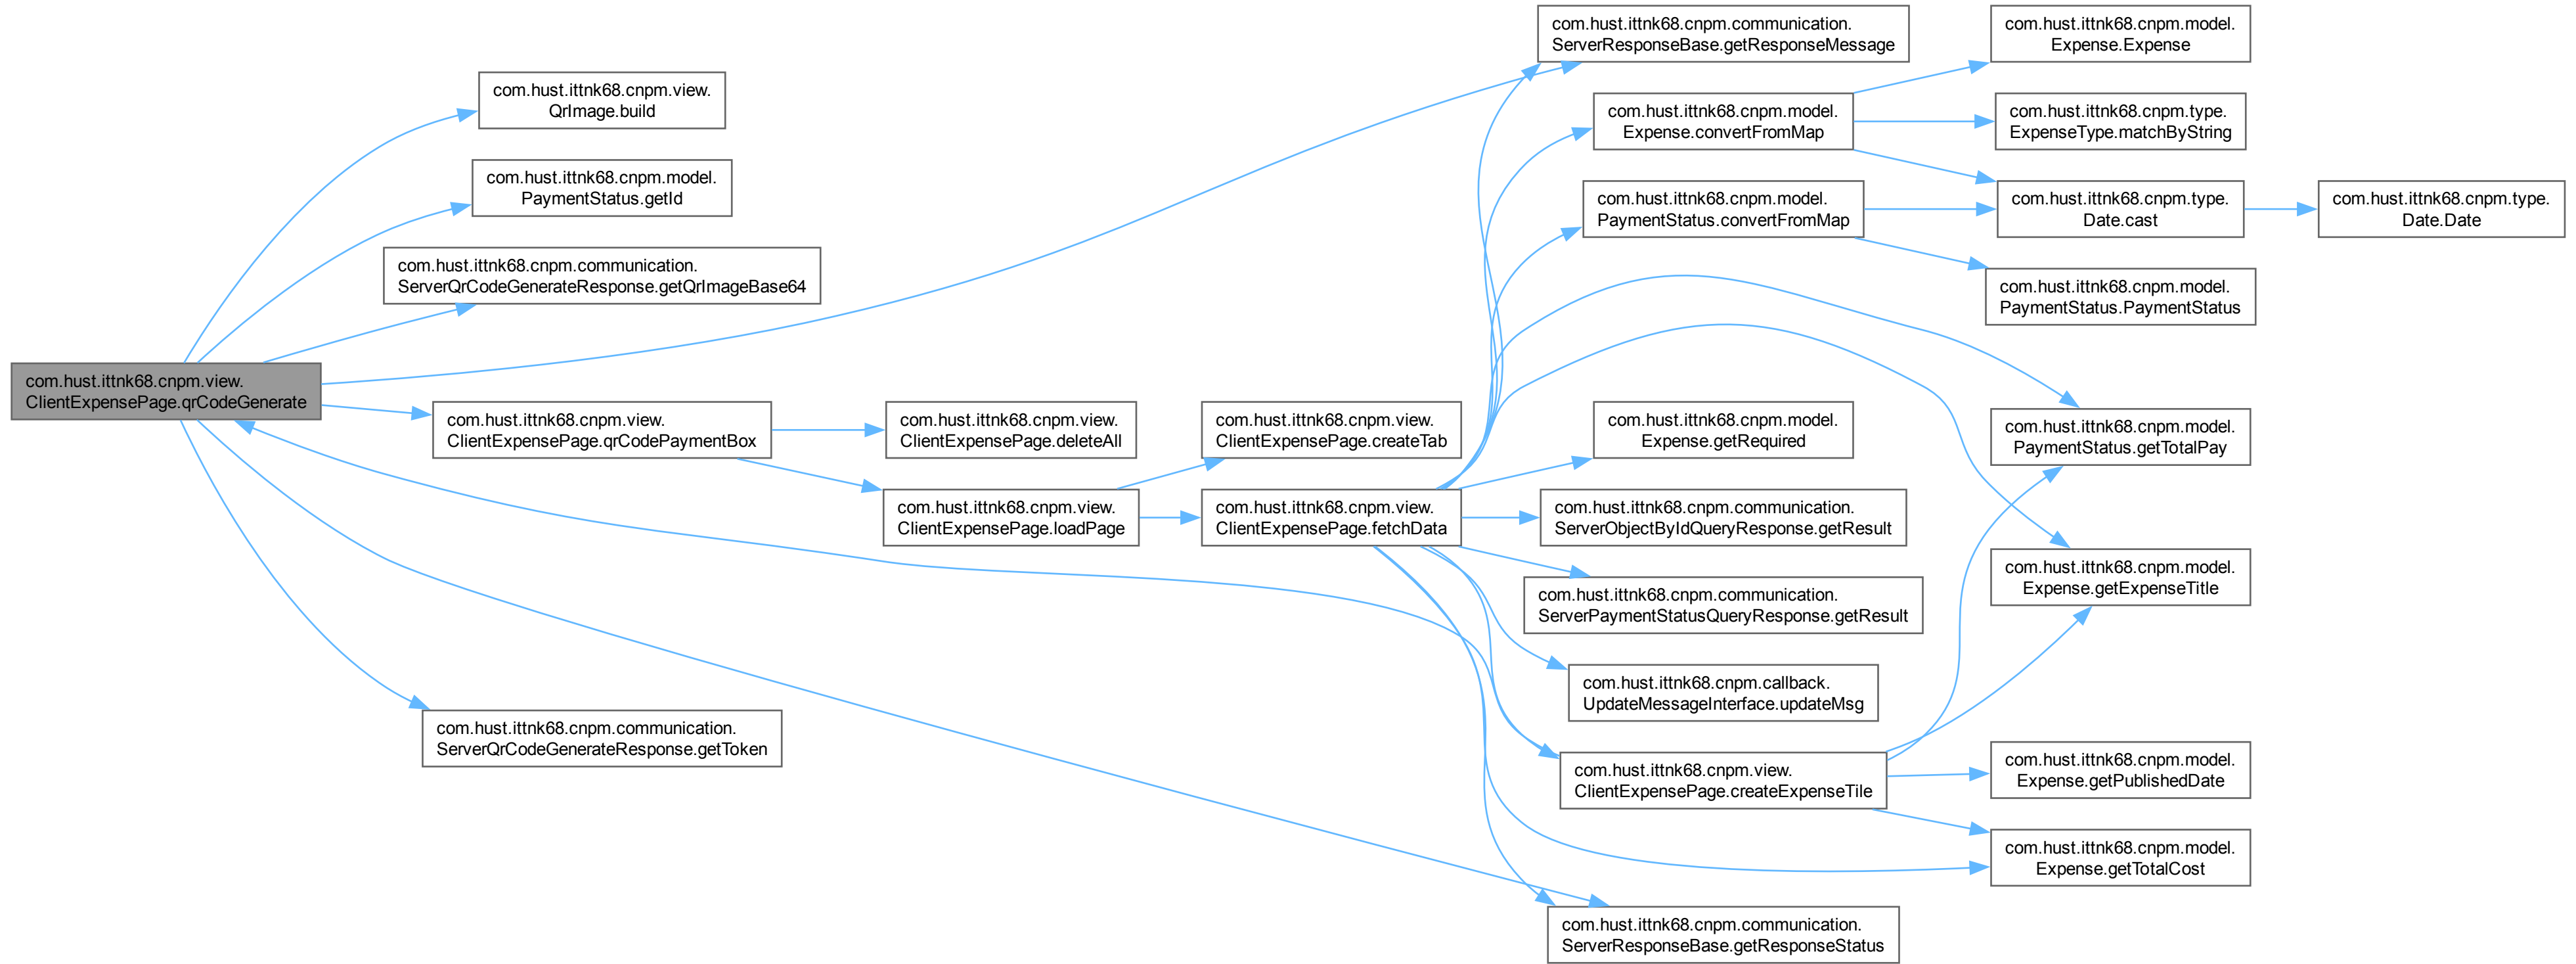 com.hust.ittnk68.cnpm.view.
ClientExpensePage.qrCodeGenerate
com.hust.ittnk68.cnpm.view.
QrImage.build
com.hust.ittnk68.cnpm.model.
PaymentStatus.getId
com.hust.ittnk68.cnpm.communication.
ServerQrCodeGenerateResponse.getQrImageBase64
com.hust.ittnk68.cnpm.view.
ClientExpensePage.qrCodePaymentBox
com.hust.ittnk68.cnpm.communication.
ServerQrCodeGenerateResponse.getToken
com.hust.ittnk68.cnpm.view.
ClientExpensePage.deleteAll
com.hust.ittnk68.cnpm.view.
ClientExpensePage.loadPage
com.hust.ittnk68.cnpm.view.
ClientExpensePage.createTab
com.hust.ittnk68.cnpm.view.
ClientExpensePage.fetchData
com.hust.ittnk68.cnpm.communication.
ServerResponseBase.getResponseMessage
com.hust.ittnk68.cnpm.model.
Expense.convertFromMap
com.hust.ittnk68.cnpm.model.
PaymentStatus.convertFromMap
com.hust.ittnk68.cnpm.model.
Expense.getRequired
com.hust.ittnk68.cnpm.communication.
ServerObjectByIdQueryResponse.getResult
com.hust.ittnk68.cnpm.communication.
ServerPaymentStatusQueryResponse.getResult
com.hust.ittnk68.cnpm.callback.
UpdateMessageInterface.updateMsg
com.hust.ittnk68.cnpm.view.
ClientExpensePage.createExpenseTile
com.hust.ittnk68.cnpm.communication.
ServerResponseBase.getResponseStatus
com.hust.ittnk68.cnpm.model.
Expense.Expense
com.hust.ittnk68.cnpm.type.
ExpenseType.matchByString
com.hust.ittnk68.cnpm.type.
Date.cast
com.hust.ittnk68.cnpm.model.
PaymentStatus.PaymentStatus
com.hust.ittnk68.cnpm.model.
PaymentStatus.getTotalPay
com.hust.ittnk68.cnpm.model.
Expense.getExpenseTitle
com.hust.ittnk68.cnpm.model.
Expense.getPublishedDate
com.hust.ittnk68.cnpm.model.
Expense.getTotalCost
com.hust.ittnk68.cnpm.type.
Date.Date